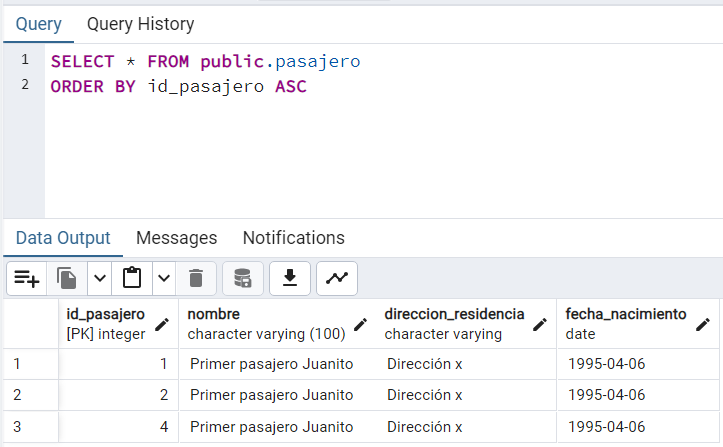 Query Query History
1 SELECT * FROM public.pasajero
2 ORDER BY id_pasajero ASC
Data Output Messages Notifications
id_pasajero nombre direccion_residencia fecha_nacimiento
[PK] integer character varying (100) character varying date
1 1 Primer pasajero Juanito Dirección x 1995-04-06
2 2 Primer pasajero Juanito Dirección x 1995-04-06
3 4 Primer pasajero Juanito Dirección x 1995-04-06